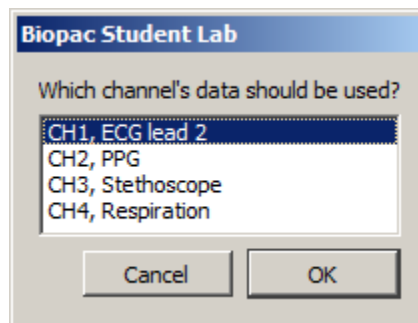 Biopac Student Lab
Which channel's data should be used?
CH1, ECG lead 2
CH2, PPG
CH3, Stethoscope
CH4, Respiration
Cancel OK